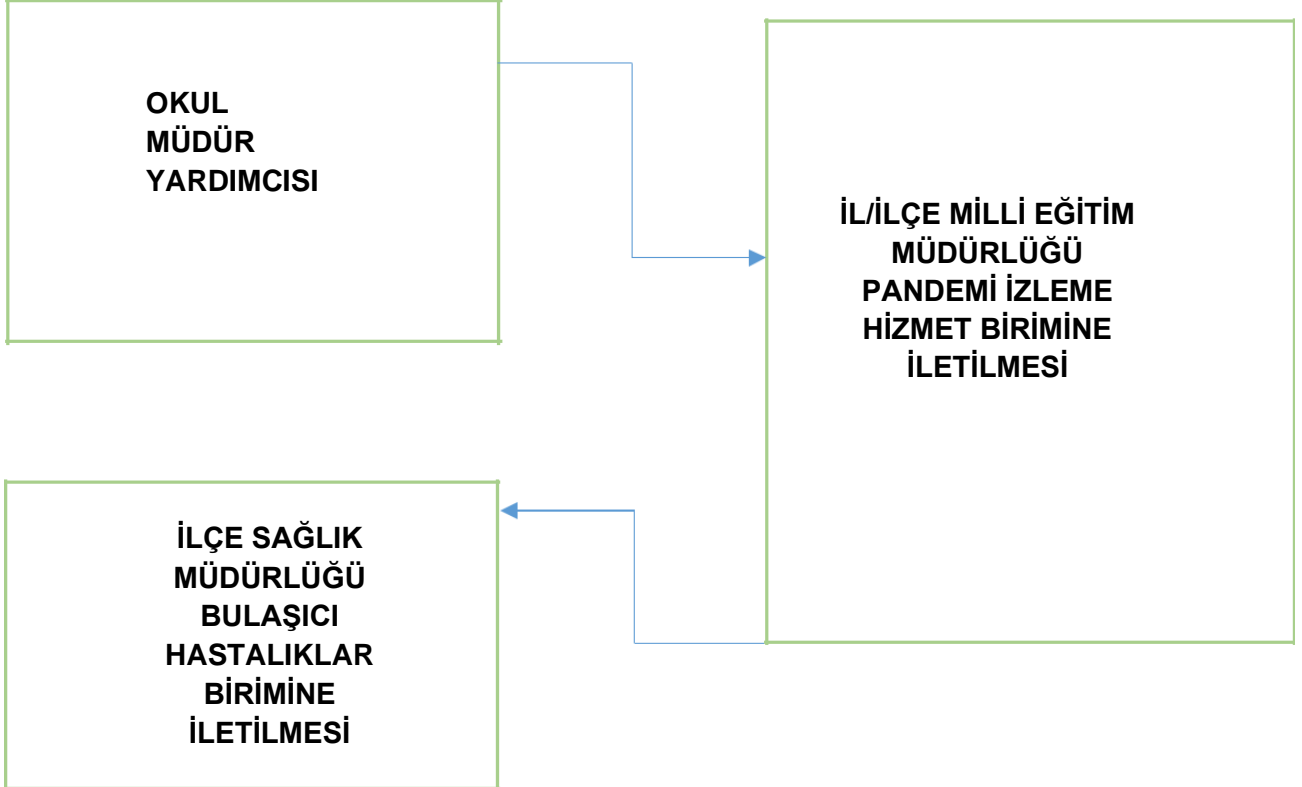 OKUL
MÜDÜR
YARDIMCISI
İL/İLÇE MİLLİ EĞİTİM
MÜDÜRLÜĞÜ
PANDEMİ İZLEME
HİZMET BİRİMİNE
İLETİLMESİ
İLÇE SAĞLIK
MÜDÜRLÜĞÜ
BULAŞICI
HASTALIKLAR
BİRİMİNE
İLETİLMESİ